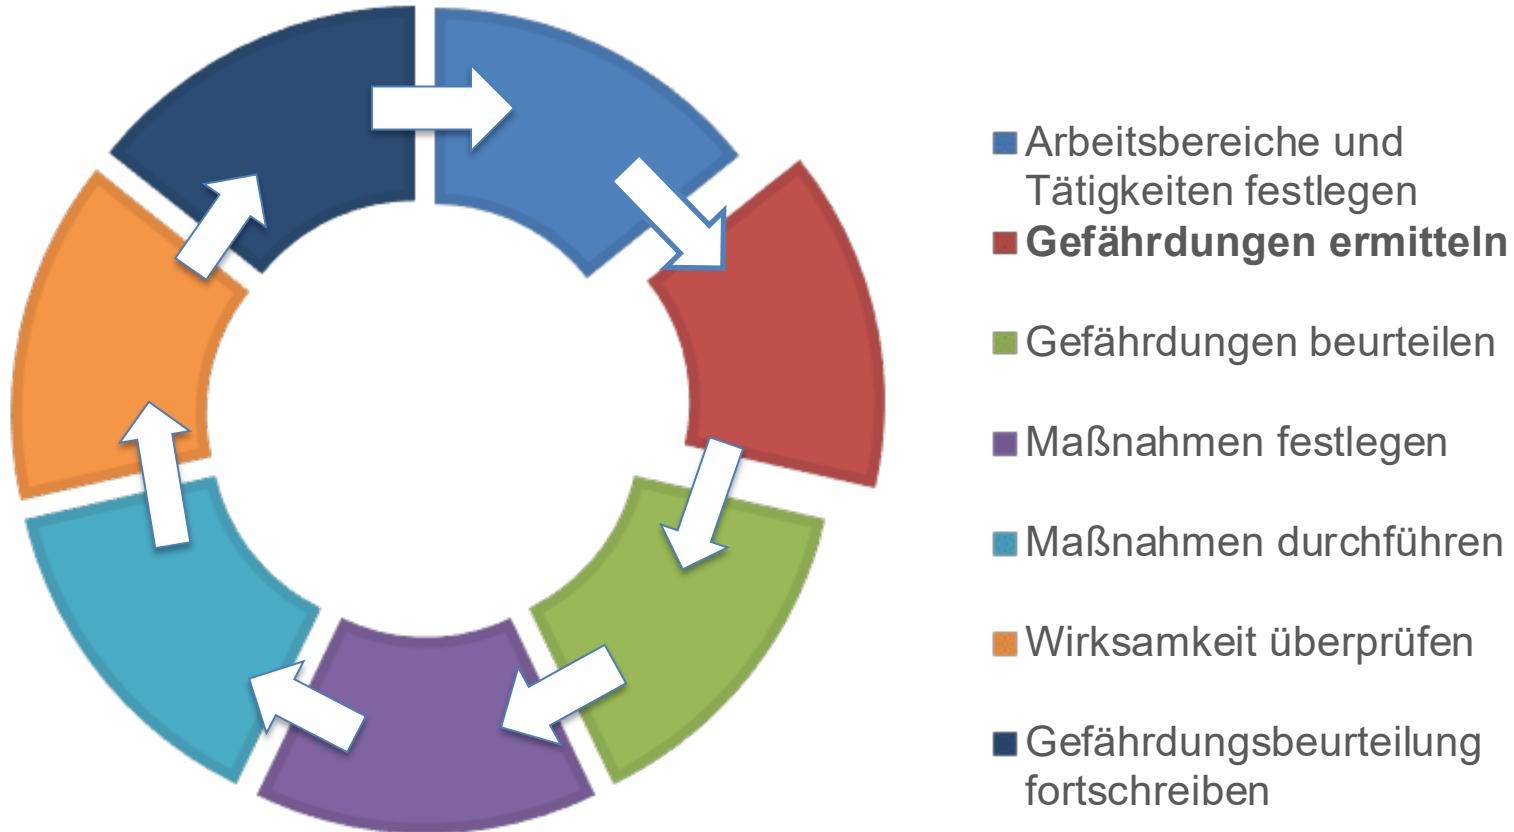 Arbeitsbereiche und
Tätigkeiten festlegen
Gefährdungen ermitteln
Gefährdungen beurteilen
Maßnahmen festlegen
Maßnahmen durchführen
Wirksamkeit überprüfen
Gefährdungsbeurteilung
fortschreiben